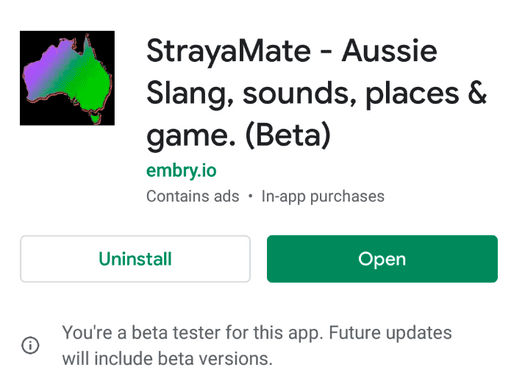 StrayaMate - Aussie
Slang, sounds, places &
game. (Beta)
embry.io
Contains ads • In-app purchases
Uninstall
Open
You're a beta tester for this app. Future updates
will include beta versions.